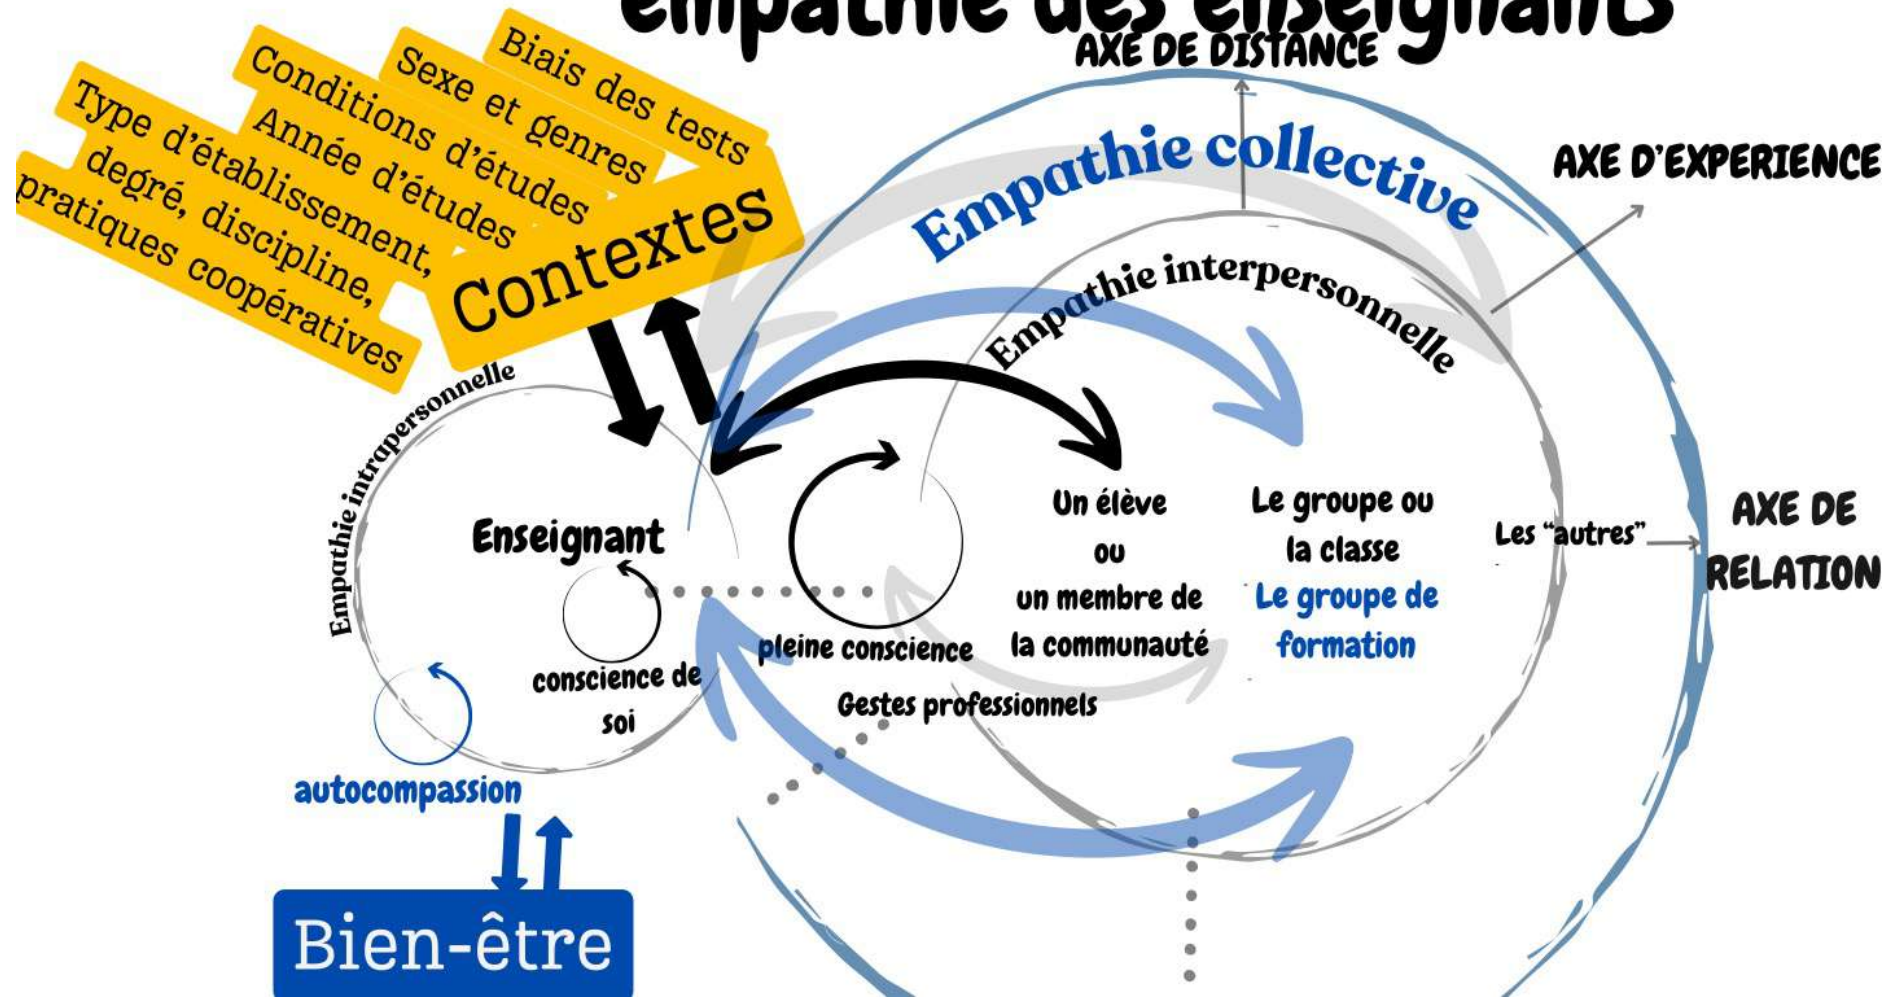 empathie des enseignants
AXE DE DISTANCE
Biais des tests
Sexe et genres
Conditions d'études
Année d'études
Type d'établissement,
degré, discipline,
pratiques coopératives
Contextes
Empathie collective
AXE D'EXPERIENCE
Empathie interpersonnelle
Empathie intrapersonnelle
Enseignant
conscience de
soi
pleine conscience
Gestes professionnels
Un élève
ou
un membre de
la communauté
Le groupe ou
la classe
Le groupe de
formation
Les “autres”
AXE DE
RELATION
autocompassion
Bien-être